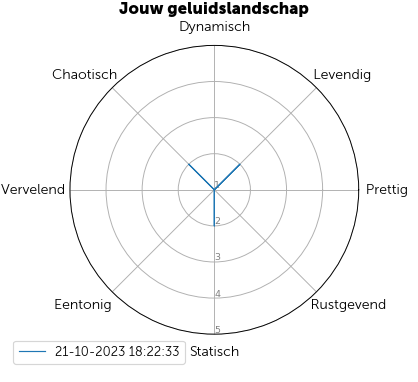 Jouw geluidslandschap
Dynamisch
Chaotisch
Levendig
Vervelend
1
Prettig
2
3
4
Eentonig
Rustgevend
5
21-10-2023 18:22:33
Statisch